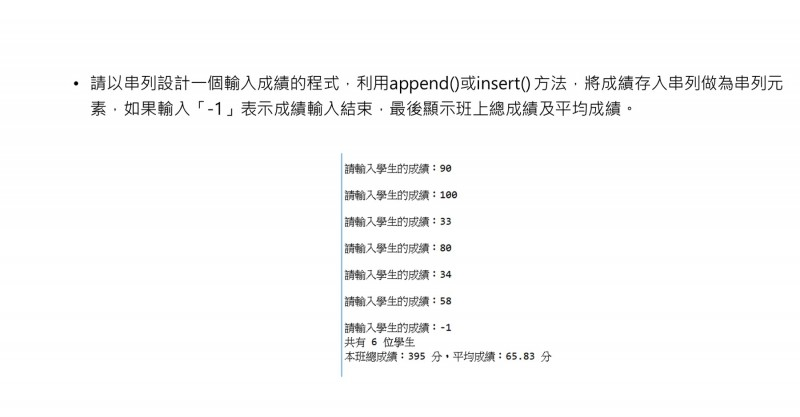 • 請以串列設計一個輸入成績的程式，利用append()或insert()方法，將成績存入串列做為串列元
素，如果輸入「-1」表示成績輸入結束，最後顯示班上總成績及平均成績。
請輸入學生的成績：90
請輸入學生的成績：100
請輸入學生的成績：33
請輸入學生的成績：80
請輸入學生的成績：34
請輸入學生的成績：58
請輸入學生的成績：-1
共有 6 位學生
本班總成績：395 分，平均成績：65.83 分